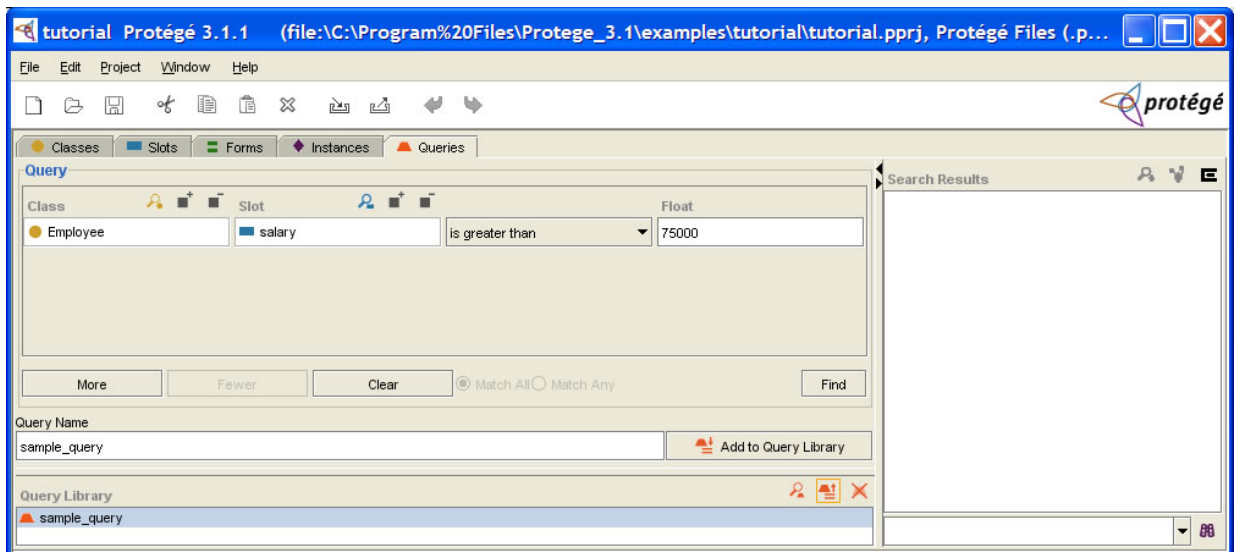 tutorial Protégé 3.1.1 (file:\C:\Program%20Files\Protege_3.1\examples\tutorial\tutorial.pprj, Protégé Files (.p...
File Edit Project Window Help
protégé
Classes Slots Forms Instances Queries
Query
Search Results
Class Slot Float
Employee salary is greater than 75000
More Fewer Clear Match All Match Any Find
Query Name
sample_query Add to Query Library
Query Library
sample_query